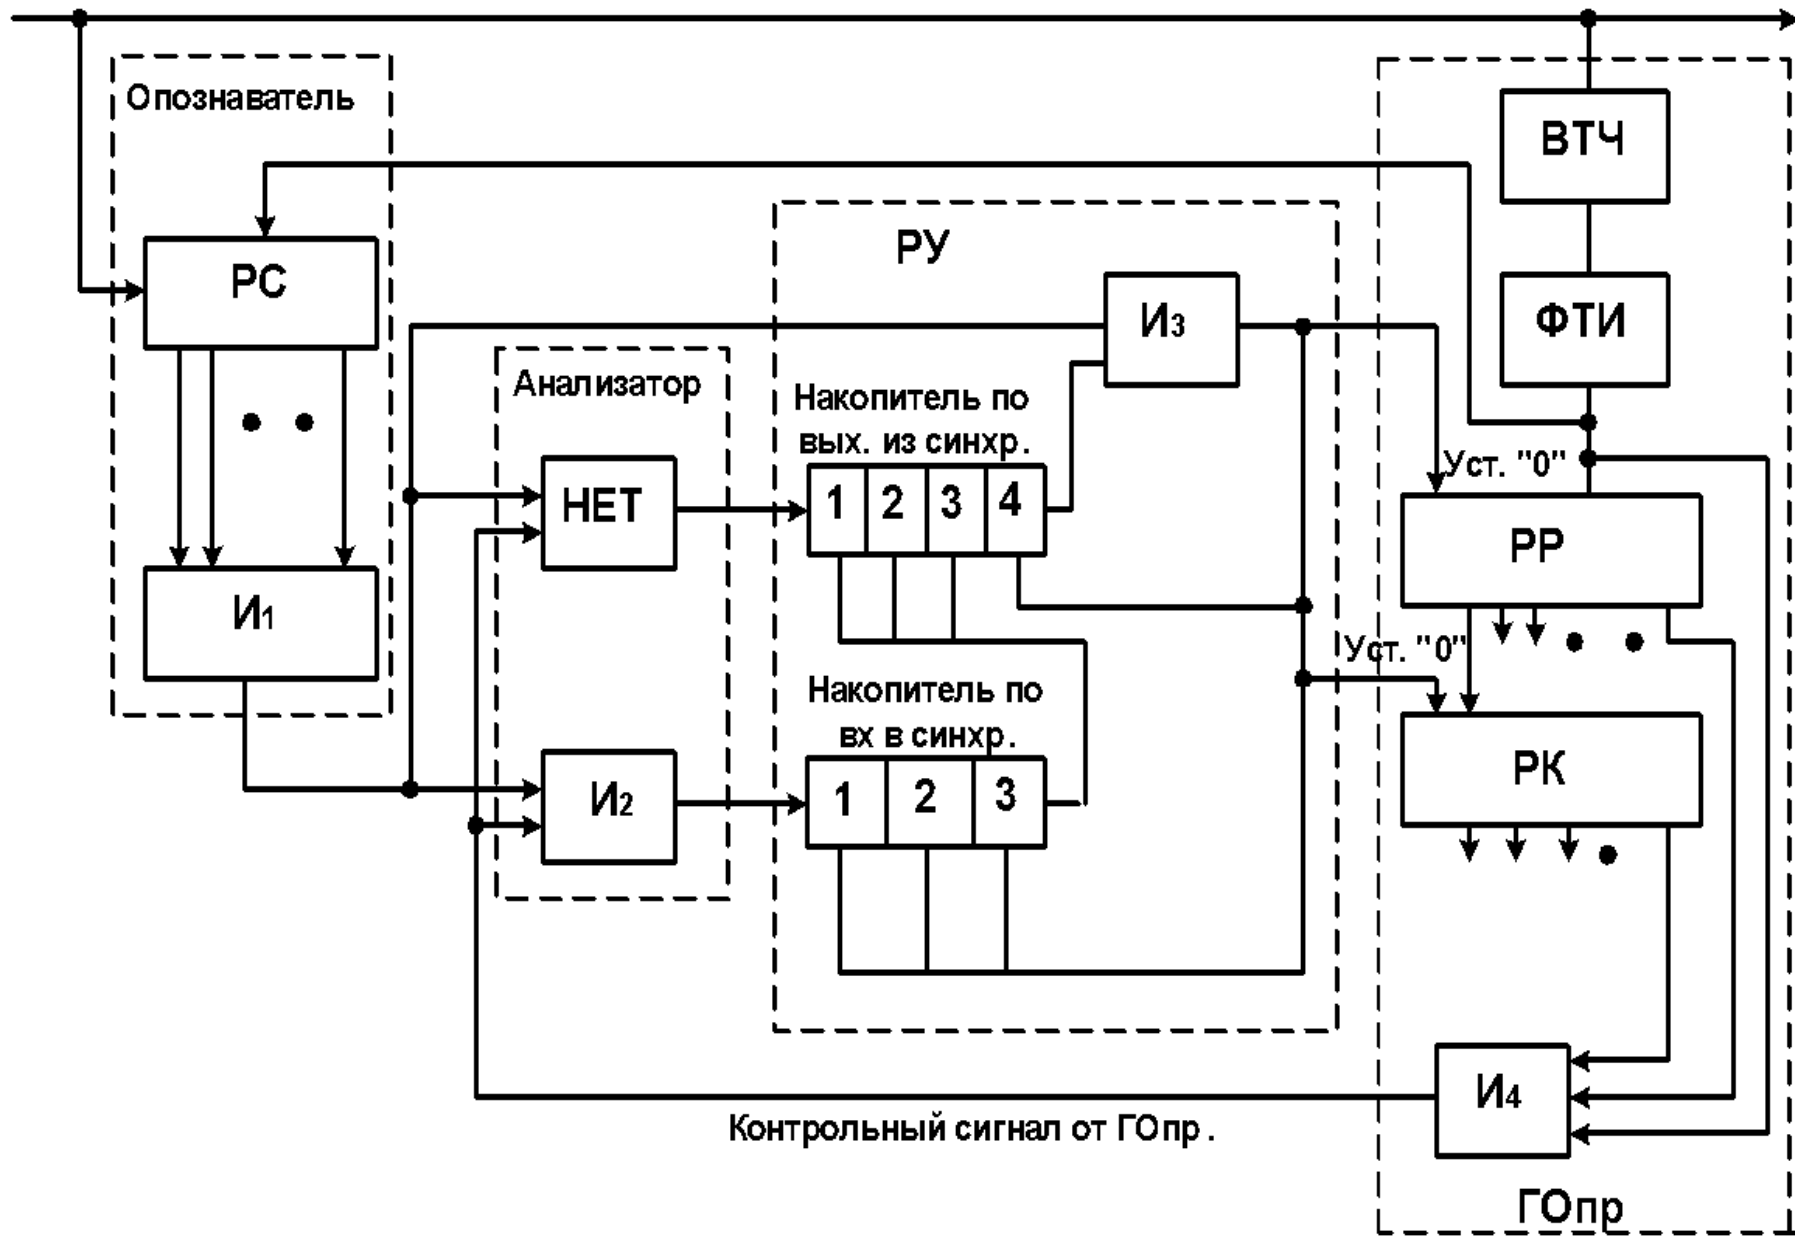 Опознаватель
ВТЧ
РУ
РС
И3
ФТИ
Анализатор
Накопитель по
вых. из синхр.
Уст. "0"
НЕТ
1 2 3 4
РР
И1
Уст. "0"
Накопитель по
вх в синхр.
РК
И2
1 2 3
И4
Контрольный сигнал от ГОпр.
ГОпр